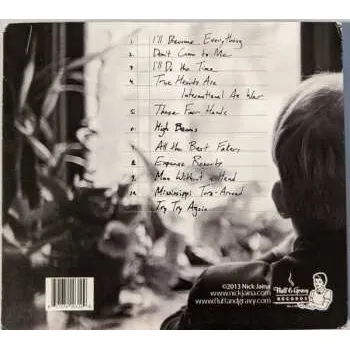 1. I'll Become Everything
2. Don't Come to Me
3. I'll Do the Time
4. True Hearts Are
International As War
5. Those Four Hands
6. High Beams
7. All the Best Fakers
8. Expense Reports
9. Man Without a Head
10. Mississippi Turn-Around
Try Try Again
©2013 Nick Jaina
www.nickjaina.com
www.fluffandgravy.com
Fluff & Gravy
RECORDS